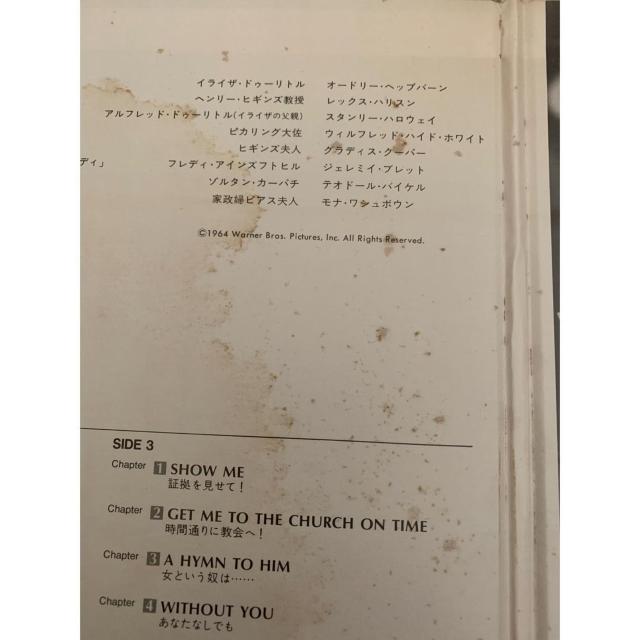 イライザ・ドゥーリトル　オードリー・ヘップバーン
ヘンリー・ヒギンズ教授　レックス・ハリスン
アルフレッド・ドゥーリトル(イライザの父親)　スタンリー・ハロウェイ
ピカリング大佐　ウィルフレッド・ハイド・ホワイト
ヒギンズ夫人　グラディス・クーパー
ディ」　フレディ・アインズフトヒル　ジェレミイ・ブレット
ゾルタン・カーパチ　テオドール・バイケル
家政婦ピアス夫人　モナ・ワシュボウン
©1964 Warner Bros. Pictures, Inc. All Rights Reserved.
SIDE 3
Chapter 1 SHOW ME
証拠を見せて!
Chapter 2 GET ME TO THE CHURCH ON TIME
時間通りに教会へ!
Chapter 3 A HYMN TO HIM
女という奴は……
Chapter 4 WITHOUT YOU
あなたなしでも